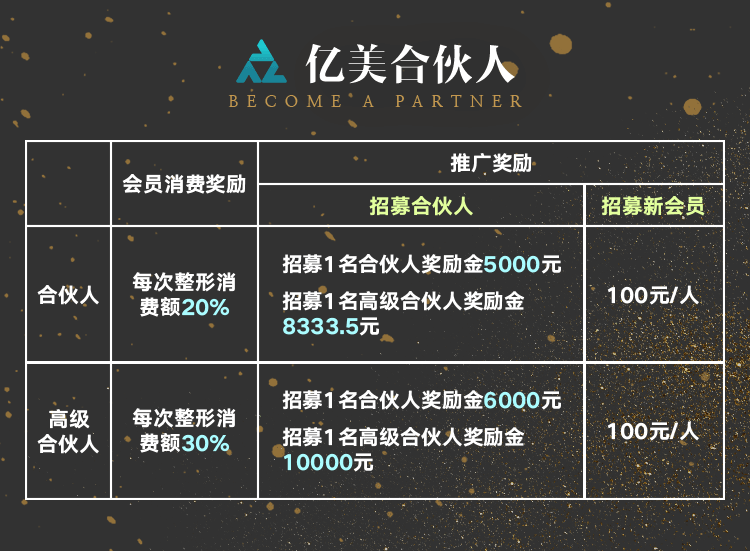 亿美合伙人
BECOME A PARTNER
会员消费奖励
推广奖励
招募合伙人
招募新会员
合伙人
每次整形消
费额20%
招募1名合伙人奖励金5000元
招募1名高级合伙人奖励金
8333.5元
100元/人
高级
合伙人
每次整形消
费额30%
招募1名合伙人奖励金6000元
招募1名高级合伙人奖励金
10000元
100元/人